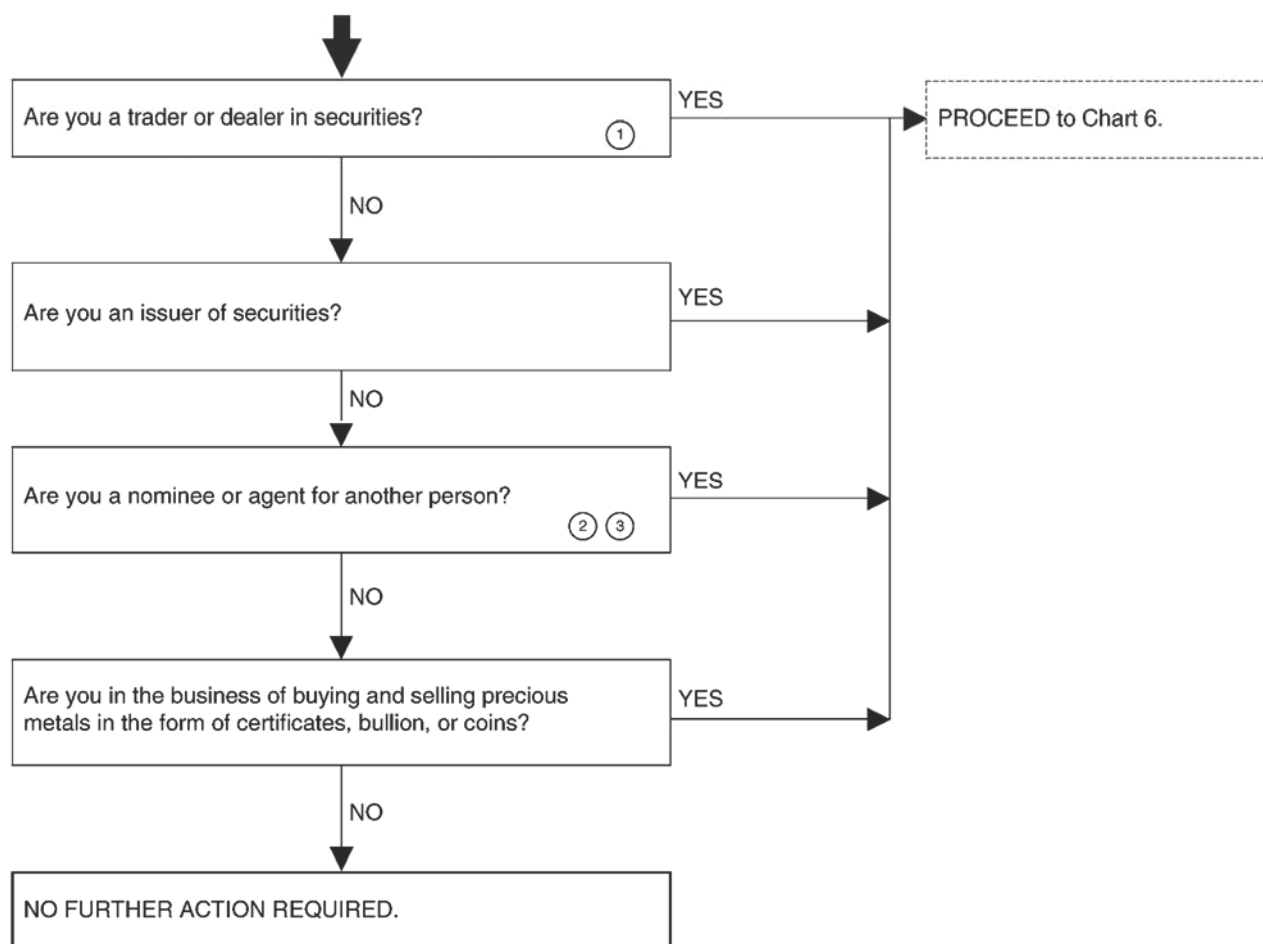 Are you a trader or dealer in securities?
1
YES
PROCEED to Chart 6.
NO
Are you an issuer of securities?
YES
NO
Are you a nominee or agent for another person?
2 3
YES
NO
Are you in the business of buying and selling precious
metals in the form of certificates, bullion, or coins?
YES
NO
NO FURTHER ACTION REQUIRED.